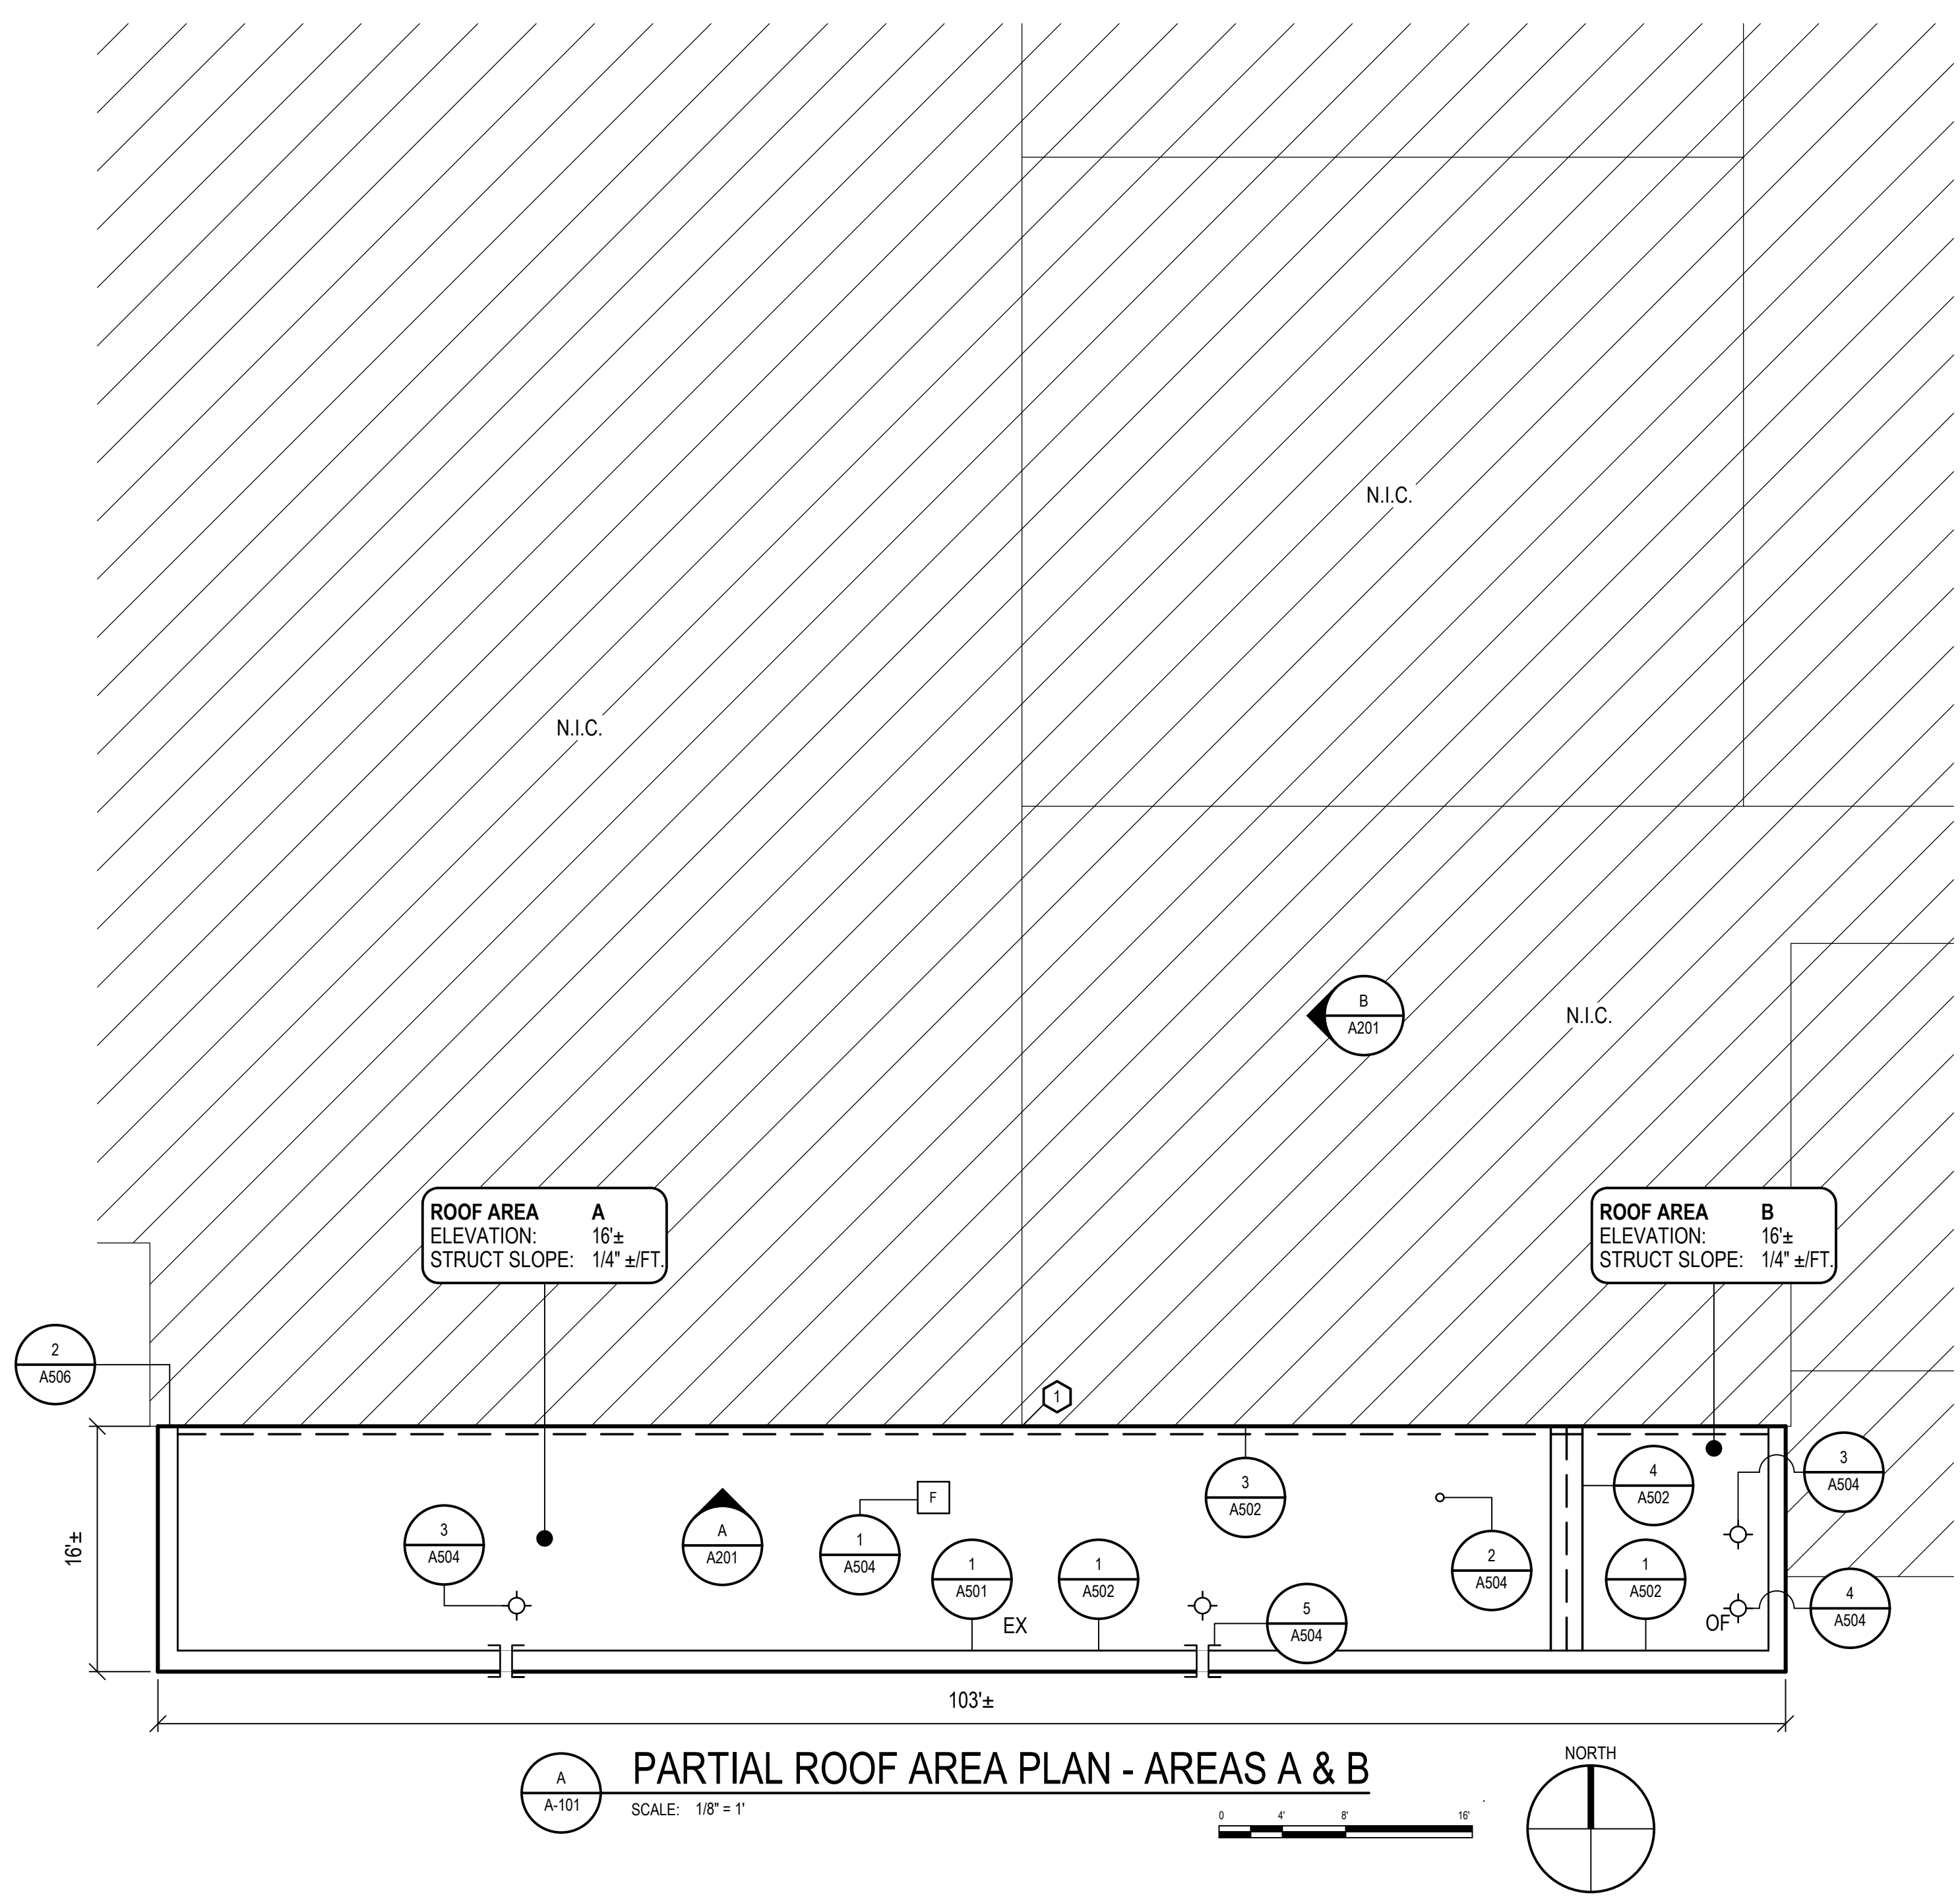 N.I.C.
N.I.C.
B
A201
N.I.C.
ROOF AREA A
ELEVATION: 16'±
STRUCT SLOPE: 1/4" ±/FT.
ROOF AREA B
ELEVATION: 16'±
STRUCT SLOPE: 1/4" ±/FT.
2
A506
1
3
A504
A
A201
1
A504
F
1
A501
EX
1
A502
3
A502
5
A504
2
A504
4
A502
1
A502
3
A504
OF
4
A504
16'±
103'±
A
A-101
PARTIAL ROOF AREA PLAN - AREAS A & B
SCALE: 1/8" = 1'
0 4' 8' 16'
NORTH